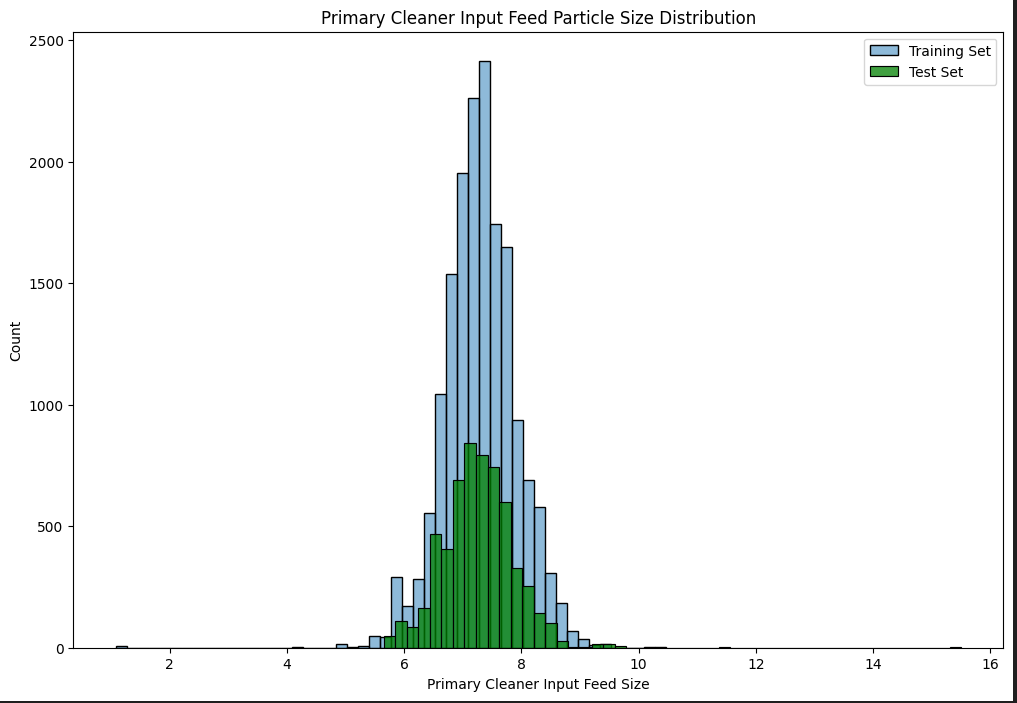 Primary Cleaner Input Feed Particle Size Distribution
Training Set
Test Set
2500
2000
1500
1000
500
0
Count
2 4 6 8 10 12 14 16
Primary Cleaner Input Feed Size